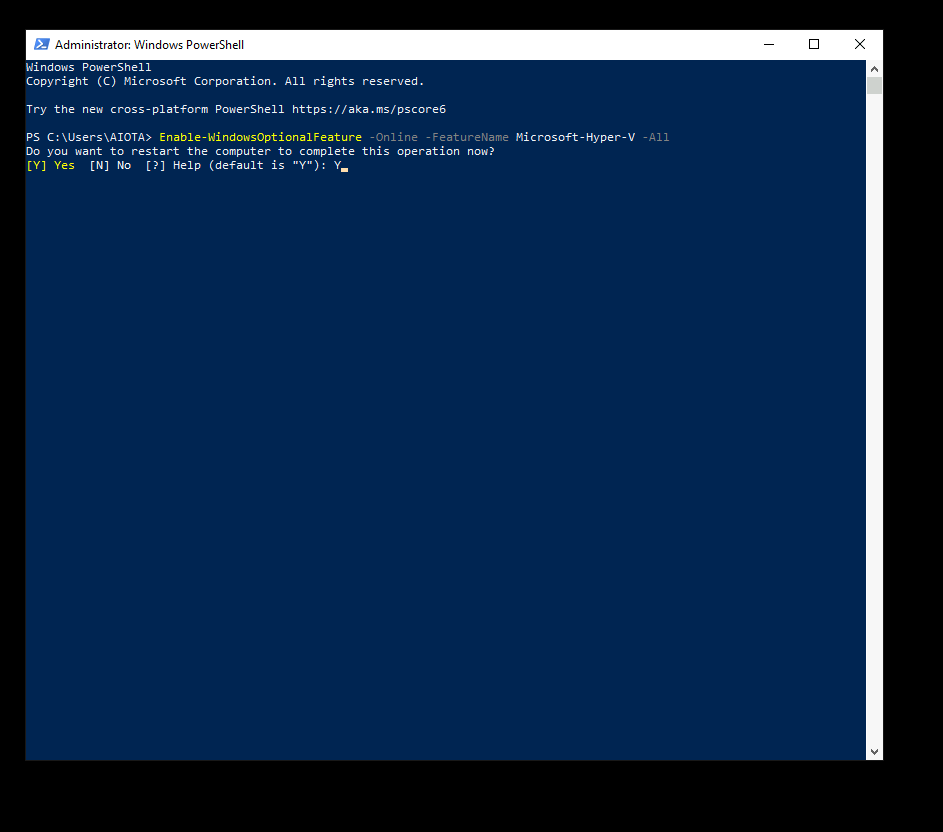 Administrator: Windows PowerShell
Windows PowerShell
Copyright (C) Microsoft Corporation. All rights reserved.
Try the new cross-platform PowerShell https://aka.ms/pscore6
PS C:\Users\AIOTA> Enable-WindowsOptionalFeature -Online -FeatureName Microsoft-Hyper-V -All
Do you want to restart the computer to complete this operation now?
[Y] Yes  [N] No  [?] Help (default is "Y"): Y